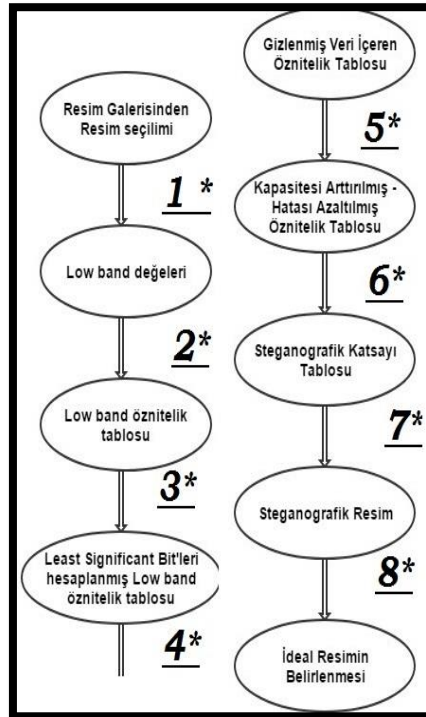 Resim Galerisinden
Resim seçilimi
1 *
Low band değeleri
2*
Low band öznitelik
tablosu
3*
Least Significant Bit'leri
hesaplanmış Low band
öznitelik tablosu
4*
Gizlenmiş Veri İçeren
Öznitelik Tablosu
5*
Kapasitesi Arttırılmış -
Hatası Azaltılmış
Öznitelik Tablosu
6*
Steganografik Katsayı
Tablosu
7*
Steganografik Resim
8*
İdeal Resimin
Belirlenmesi